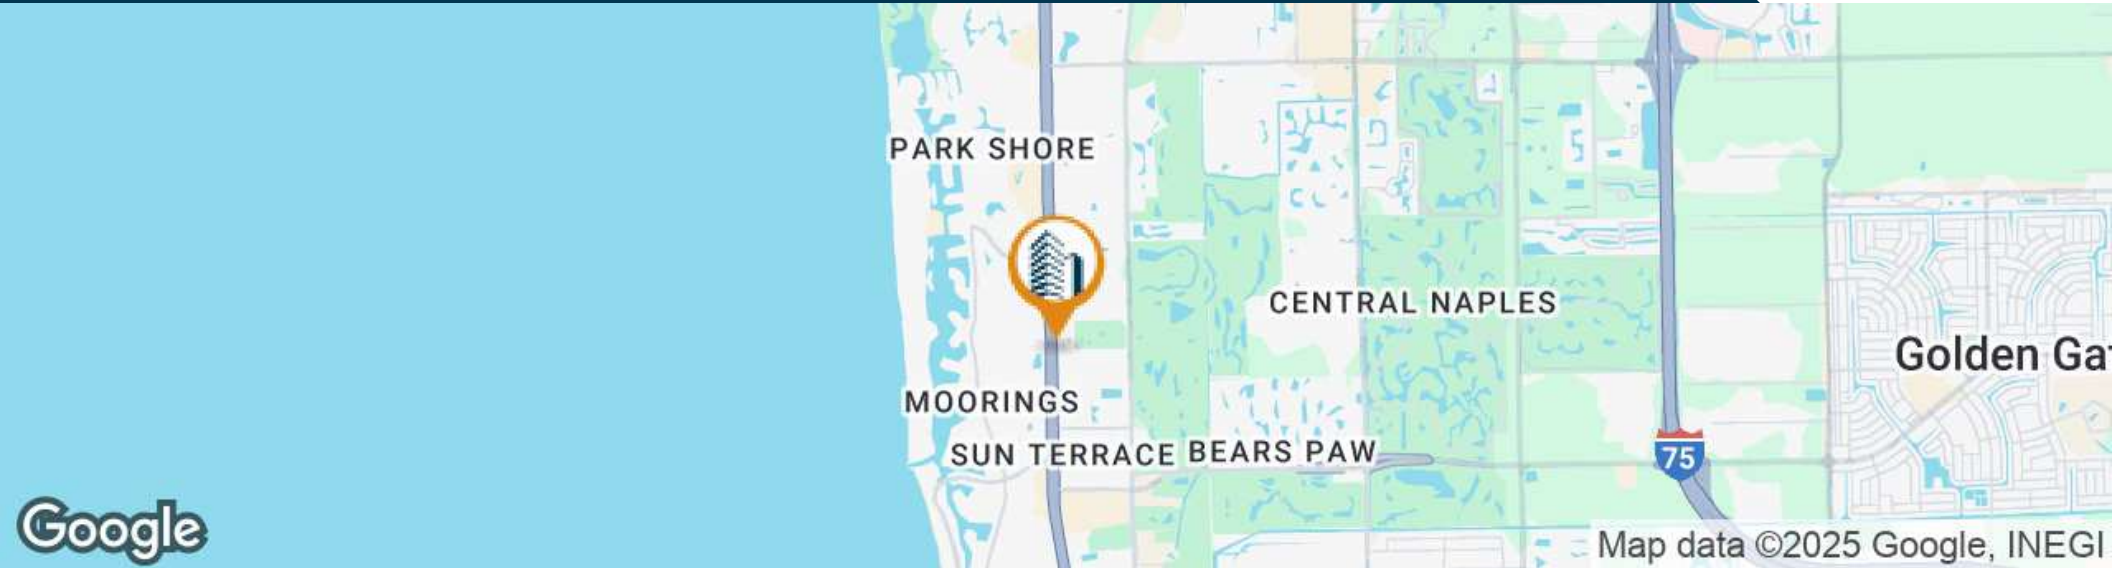 PARK SHORE
CENTRAL NAPLES
Golden Ga
MOORINGS
SUN TERRACE
BEARS PAW
75
Google
Map data ©2025 Google, INEGI